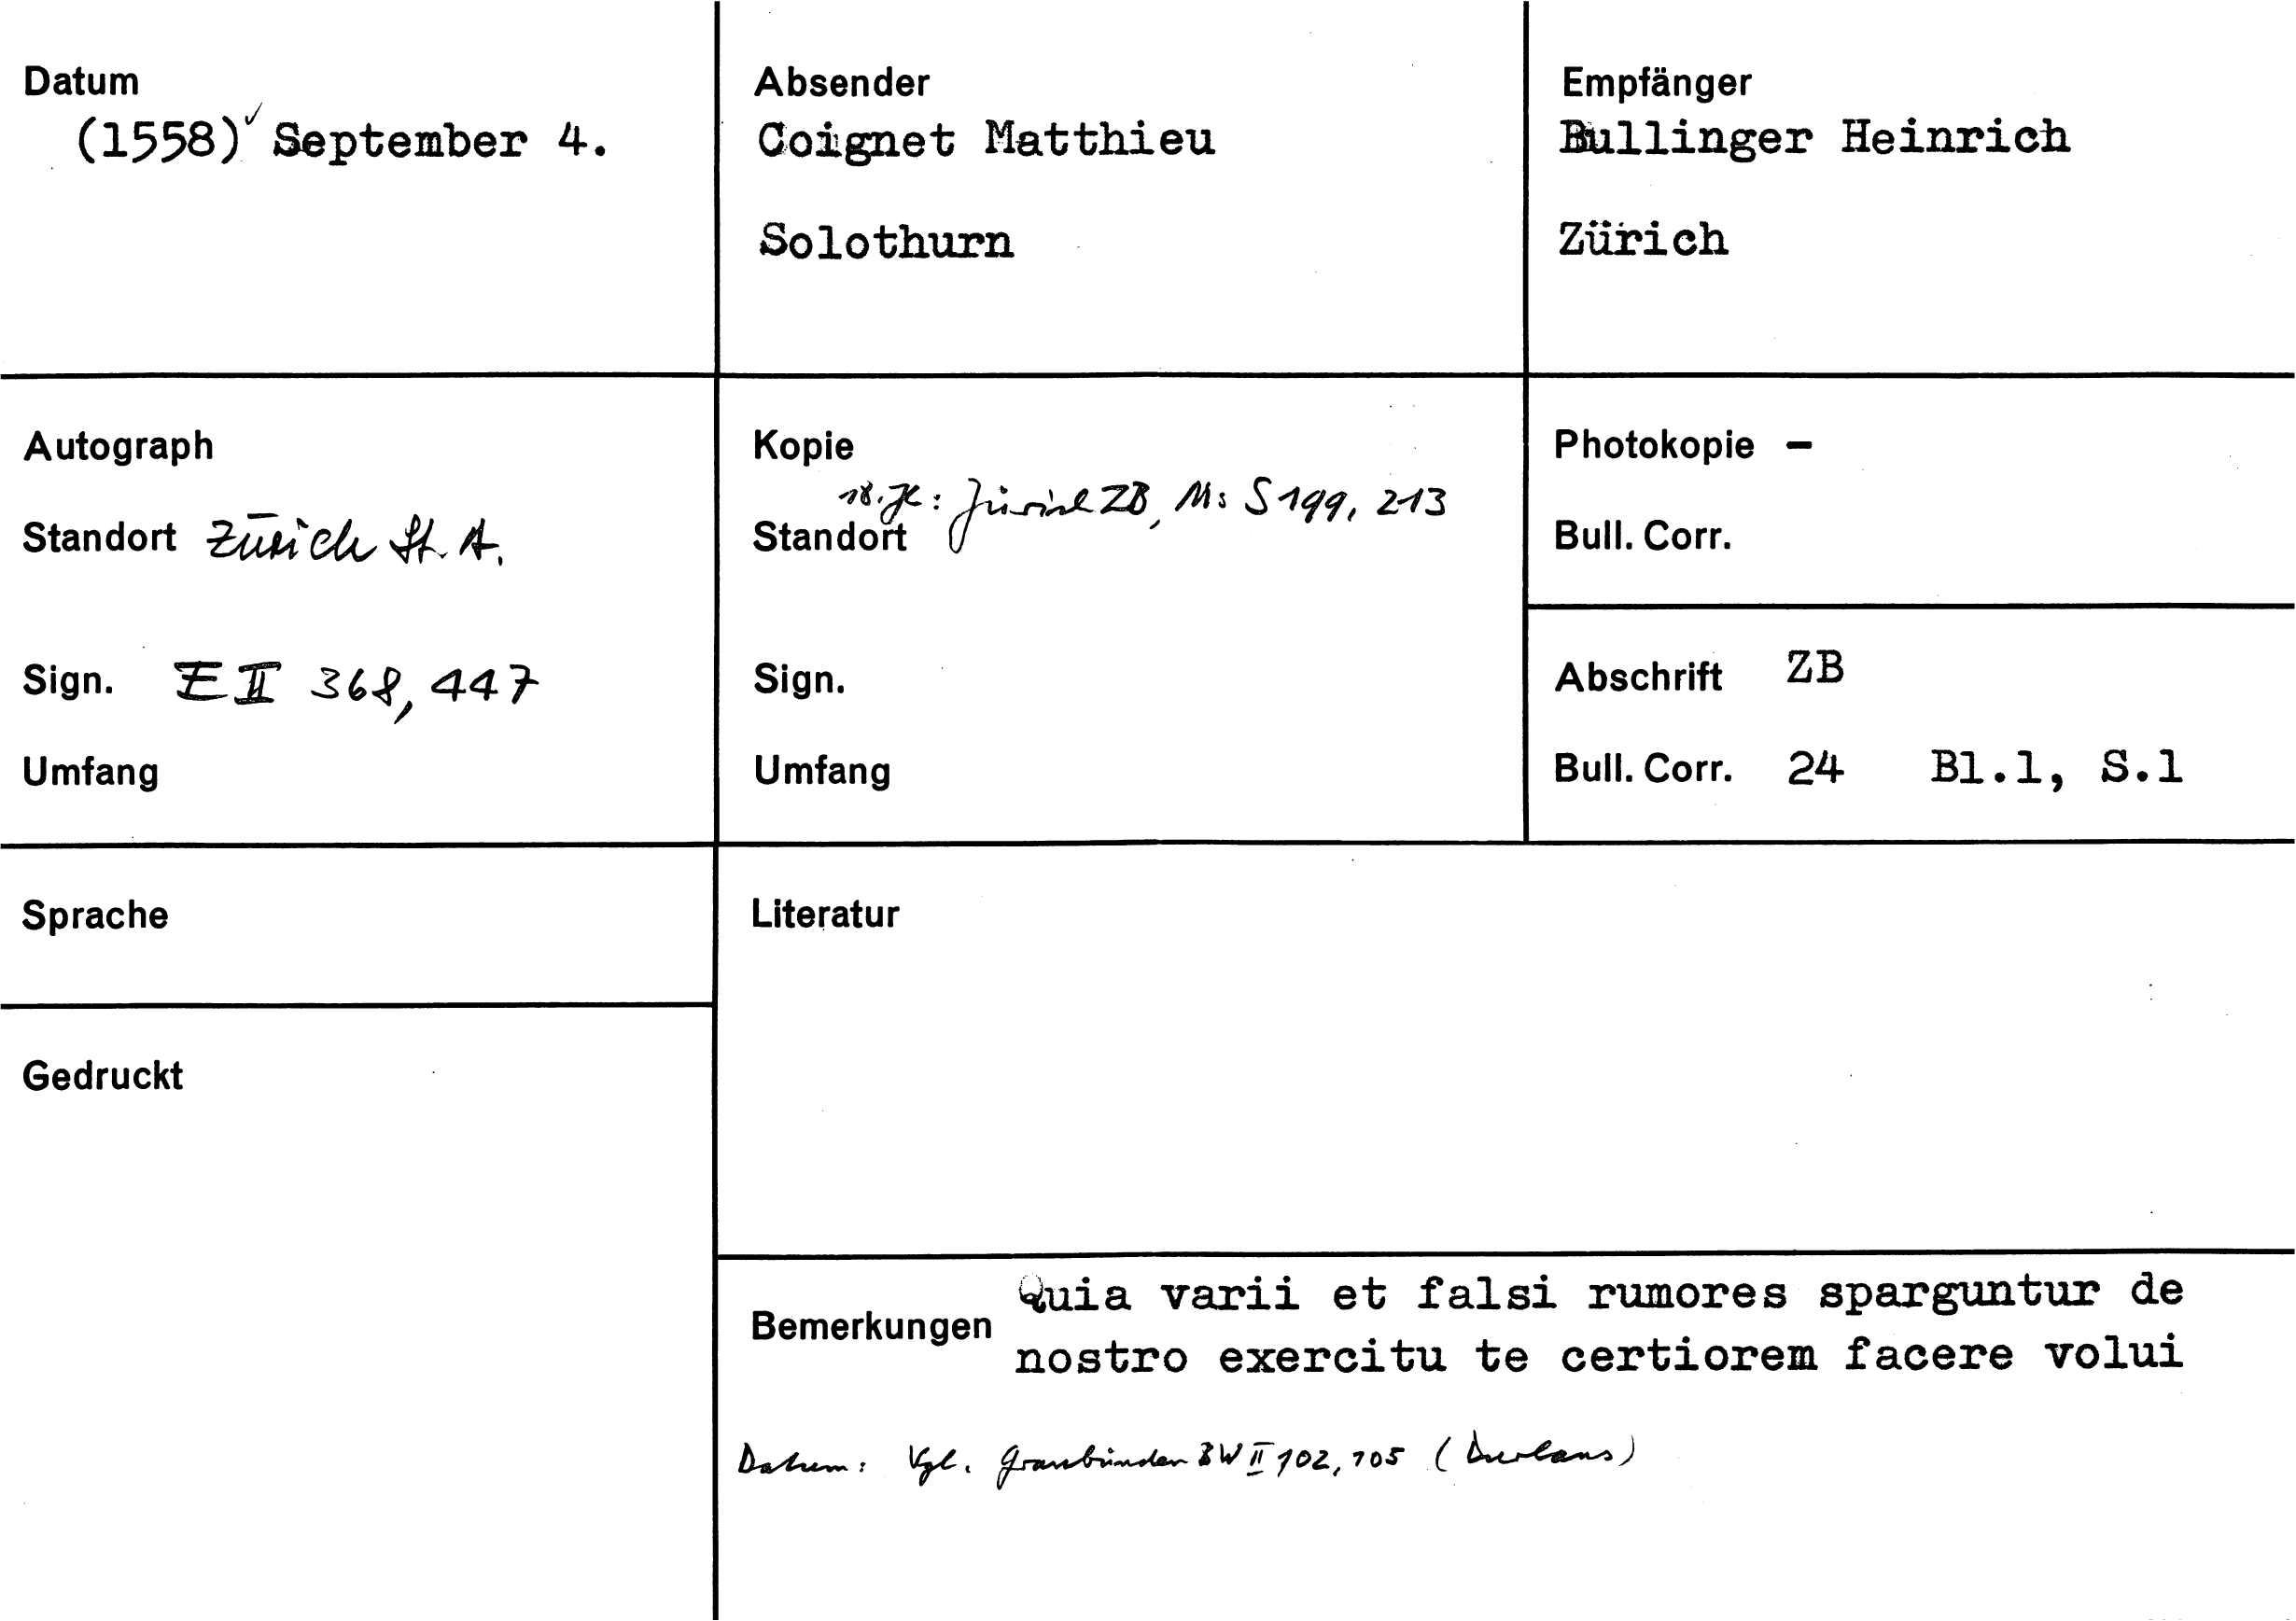 Datum
(1558)✓ September 4.
Absender
Coignet Matthieu
Solothurn
Empfänger
Bullinger Heinrich
Zürich
Autograph
Standort Zürich St. A.
Sign. E II 368, 447
Umfang
Kopie
18. Jh: Zürich ZB, Ms S 199, 213
Standort
Sign.
Umfang
Photokopie -
Bull. Corr.
Abschrift ZB
Bull. Corr. 24 Bl.1, S.1
Sprache
Literatur
Gedruckt
Quia varii et falsi rumores sparguntur de
Bemerkungen
nostro exercitu te certiorem facere volui
Datum: Vgl. Graubünden BW II 102, 105